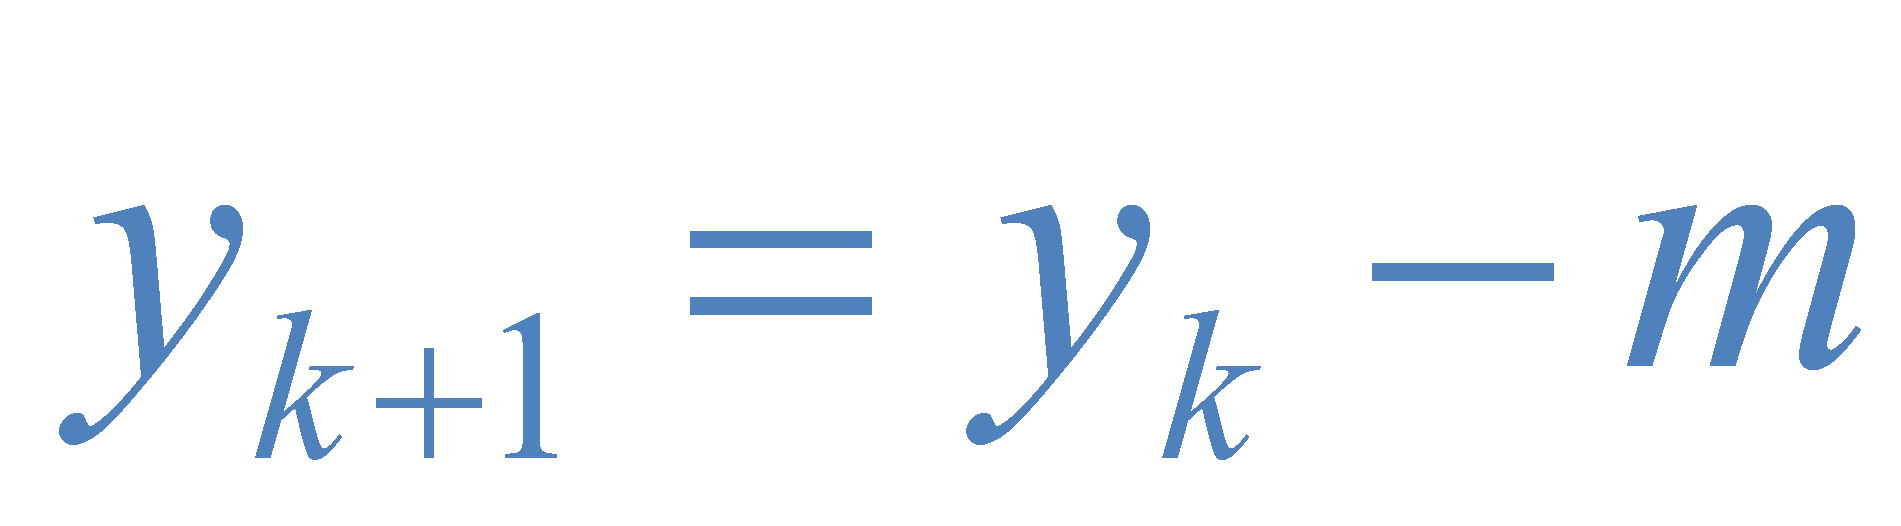 y_{k+1} = y_k − m